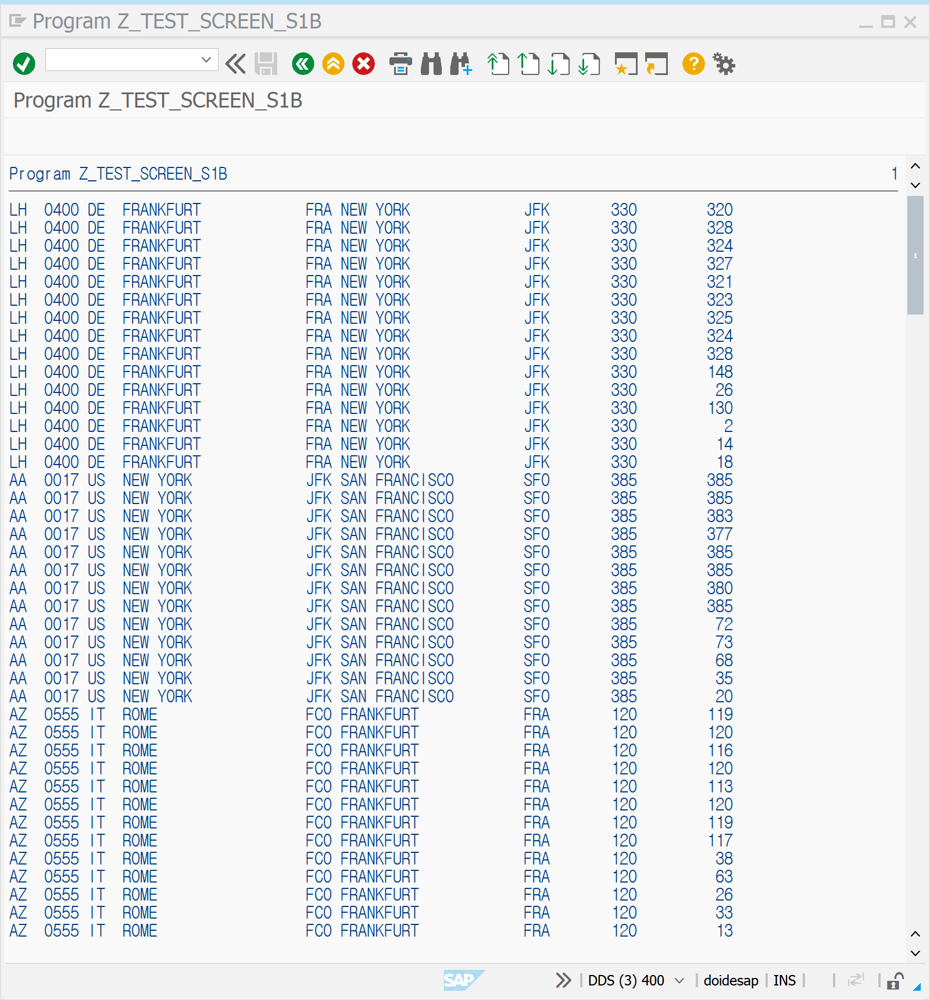 Program Z_TEST_SCREEN_S1B
Program Z_TEST_SCREEN_S1B
Program Z_TEST_SCREEN_S1B 1
LH 0400 DE FRANKFURT FRA NEW YORK JFK 330 320
LH 0400 DE FRANKFURT FRA NEW YORK JFK 330 328
LH 0400 DE FRANKFURT FRA NEW YORK JFK 330 324
LH 0400 DE FRANKFURT FRA NEW YORK JFK 330 327
LH 0400 DE FRANKFURT FRA NEW YORK JFK 330 321
LH 0400 DE FRANKFURT FRA NEW YORK JFK 330 323
LH 0400 DE FRANKFURT FRA NEW YORK JFK 330 325
LH 0400 DE FRANKFURT FRA NEW YORK JFK 330 324
LH 0400 DE FRANKFURT FRA NEW YORK JFK 330 328
LH 0400 DE FRANKFURT FRA NEW YORK JFK 330 148
LH 0400 DE FRANKFURT FRA NEW YORK JFK 330 26
LH 0400 DE FRANKFURT FRA NEW YORK JFK 330 130
LH 0400 DE FRANKFURT FRA NEW YORK JFK 330 2
LH 0400 DE FRANKFURT FRA NEW YORK JFK 330 14
LH 0400 DE FRANKFURT FRA NEW YORK JFK 330 18
AA 0017 US NEW YORK JFK SAN FRANCISCO SFO 385 385
AA 0017 US NEW YORK JFK SAN FRANCISCO SFO 385 385
AA 0017 US NEW YORK JFK SAN FRANCISCO SFO 385 383
AA 0017 US NEW YORK JFK SAN FRANCISCO SFO 385 377
AA 0017 US NEW YORK JFK SAN FRANCISCO SFO 385 385
AA 0017 US NEW YORK JFK SAN FRANCISCO SFO 385 385
AA 0017 US NEW YORK JFK SAN FRANCISCO SFO 385 380
AA 0017 US NEW YORK JFK SAN FRANCISCO SFO 385 385
AA 0017 US NEW YORK JFK SAN FRANCISCO SFO 385 72
AA 0017 US NEW YORK JFK SAN FRANCISCO SFO 385 73
AA 0017 US NEW YORK JFK SAN FRANCISCO SFO 385 68
AA 0017 US NEW YORK JFK SAN FRANCISCO SFO 385 35
AA 0017 US NEW YORK JFK SAN FRANCISCO SFO 385 20
AZ 0555 IT ROME FCO FRANKFURT FRA 120 119
AZ 0555 IT ROME FCO FRANKFURT FRA 120 120
AZ 0555 IT ROME FCO FRANKFURT FRA 120 116
AZ 0555 IT ROME FCO FRANKFURT FRA 120 120
AZ 0555 IT ROME FCO FRANKFURT FRA 120 113
AZ 0555 IT ROME FCO FRANKFURT FRA 120 120
AZ 0555 IT ROME FCO FRANKFURT FRA 120 119
AZ 0555 IT ROME FCO FRANKFURT FRA 120 117
AZ 0555 IT ROME FCO FRANKFURT FRA 120 38
AZ 0555 IT ROME FCO FRANKFURT FRA 120 63
AZ 0555 IT ROME FCO FRANKFURT FRA 120 26
AZ 0555 IT ROME FCO FRANKFURT FRA 120 33
AZ 0555 IT ROME FCO FRANKFURT FRA 120 13
SAP DDS (3) 400 doidesap INS